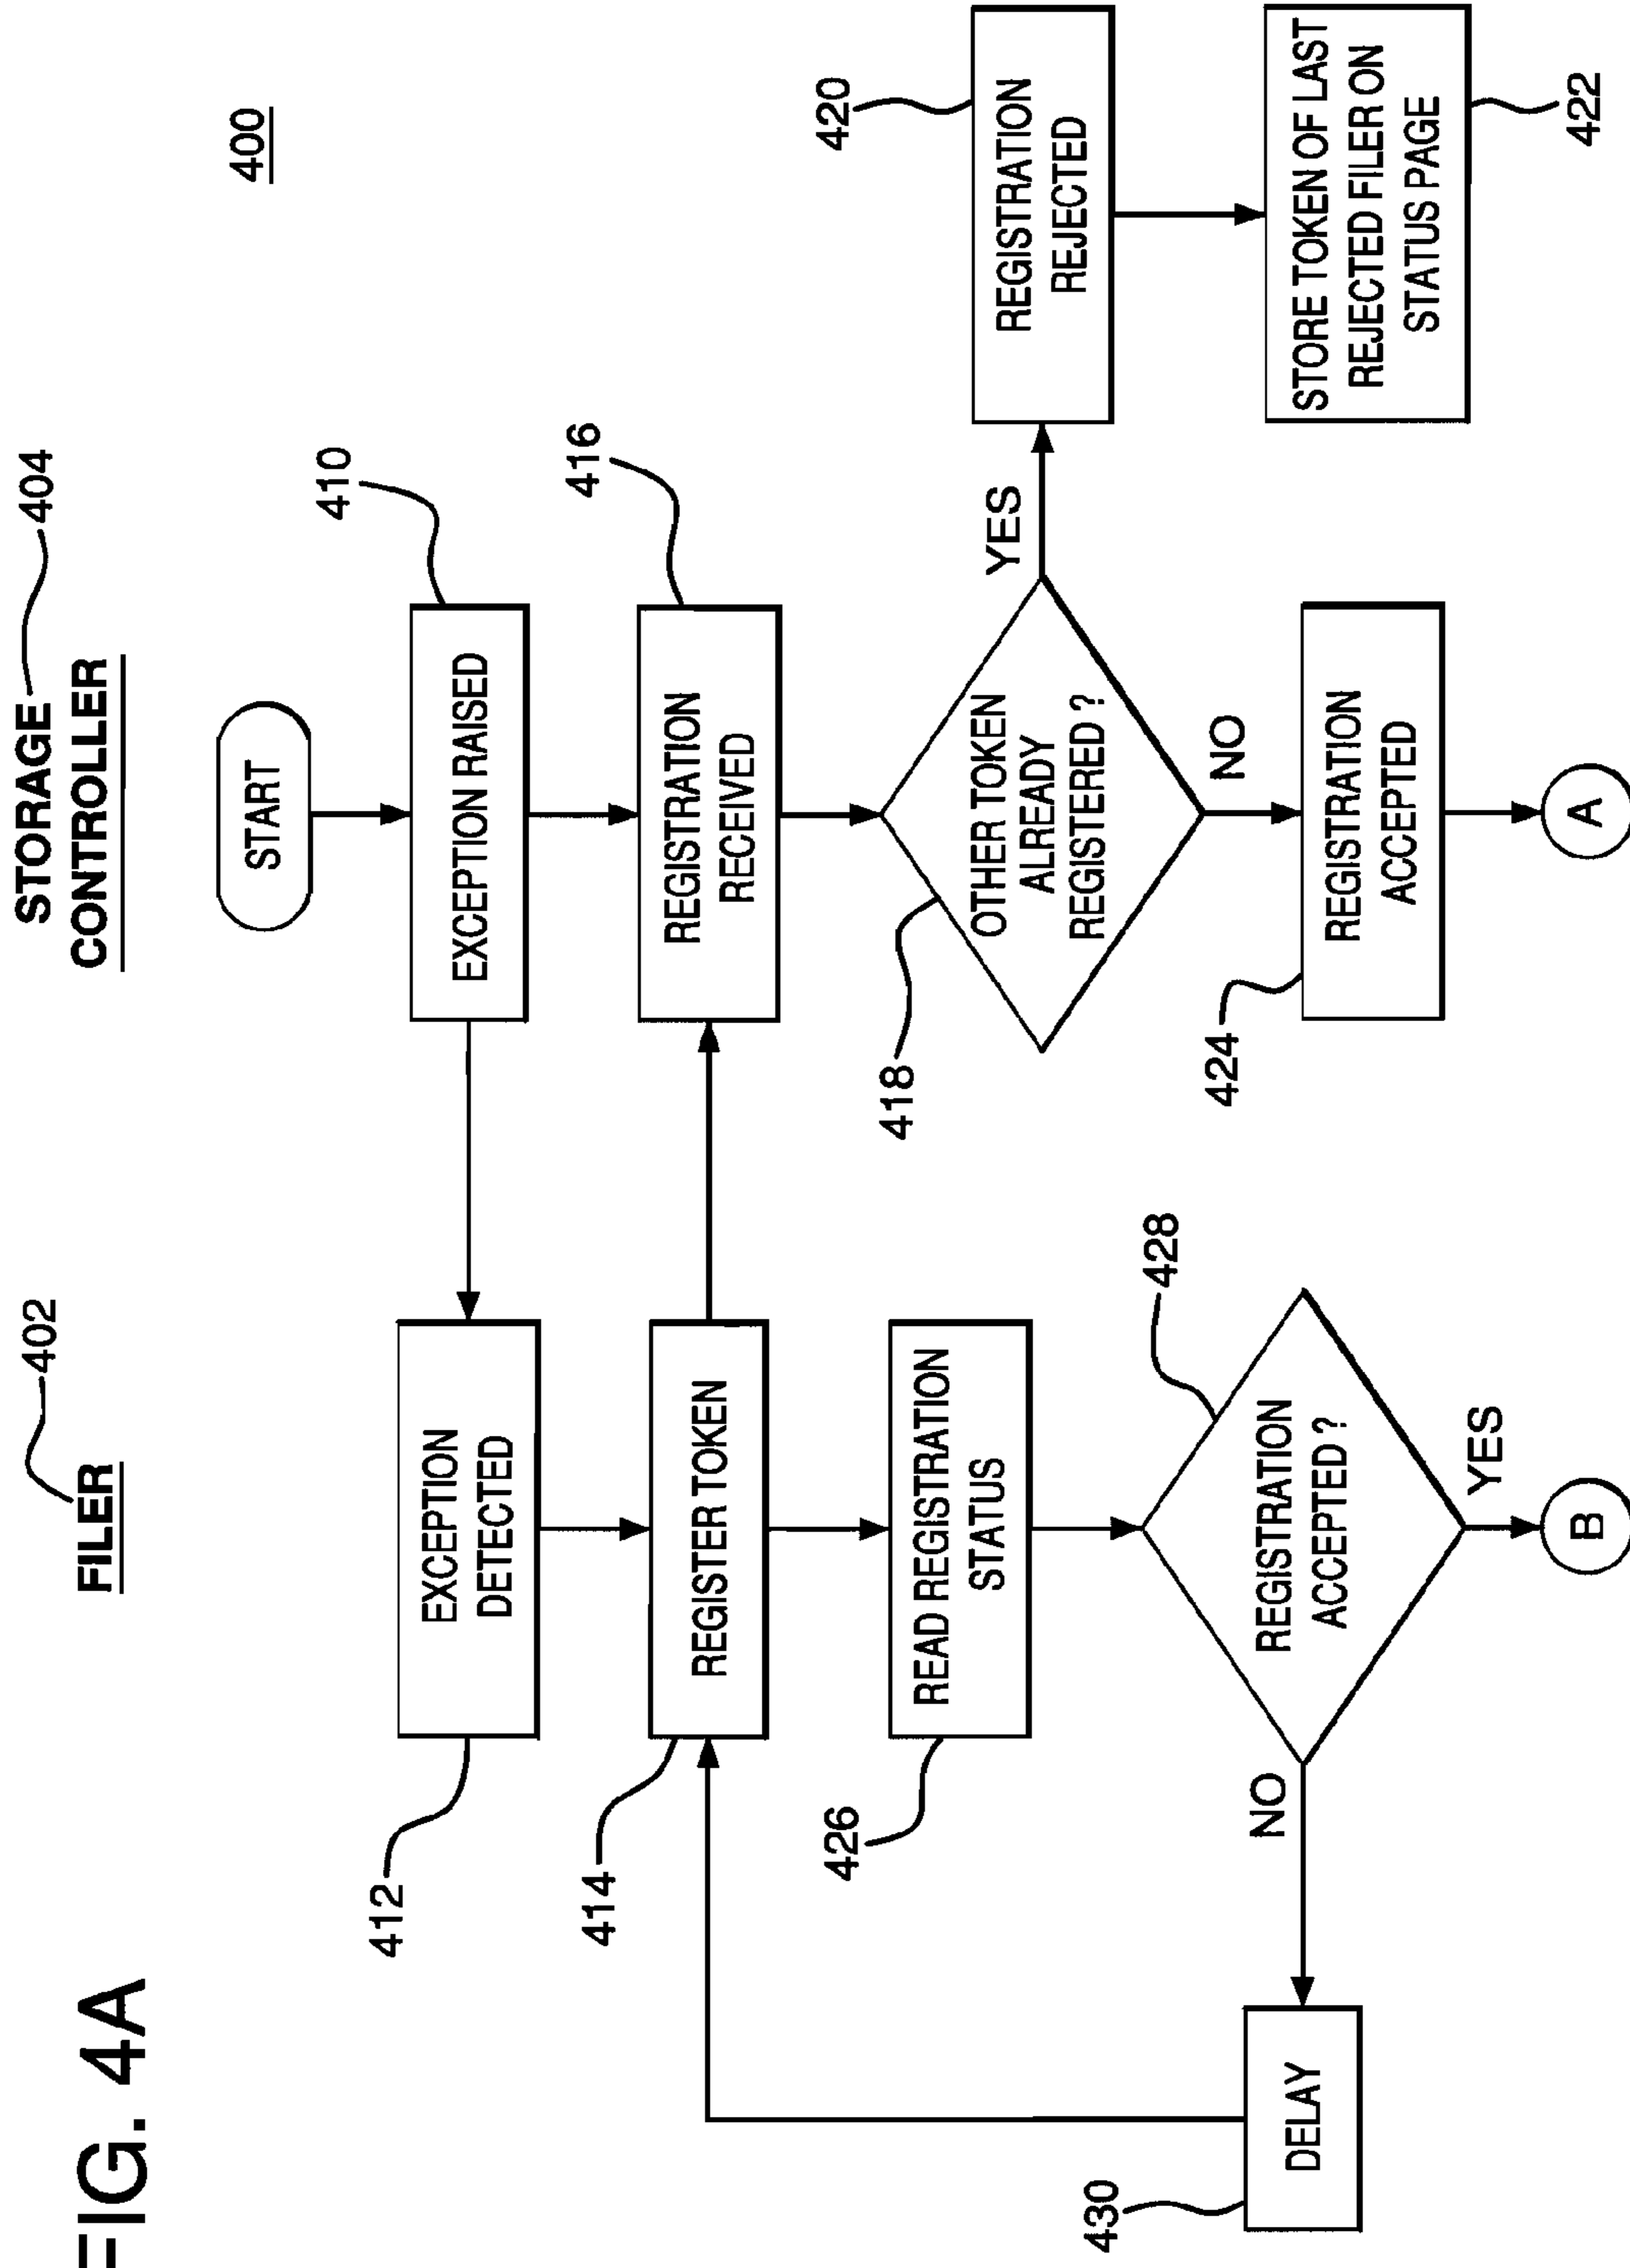 FIG. 4A
400
FILER
402
STORAGE
CONTROLLER
404
START
EXCEPTION RAISED
410
EXCEPTION
DETECTED
412
REGISTER TOKEN
414
REGISTRATION
RECEIVED
416
OTHER TOKEN
ALREADY
REGISTERED ?
418
YES
REGISTRATION
REJECTED
420
STORE TOKEN OF LAST
REJECTED FILER ON
STATUS PAGE
422
NO
REGISTRATION
ACCEPTED
424
A
READ REGISTRATION
STATUS
426
REGISTRATION
ACCEPTED ?
428
NO
DELAY
430
YES
B